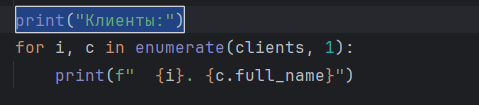 print("Клиенты:")
for i, c in enumerate(clients, 1):
    print(f"  {i}. {c.full_name}")